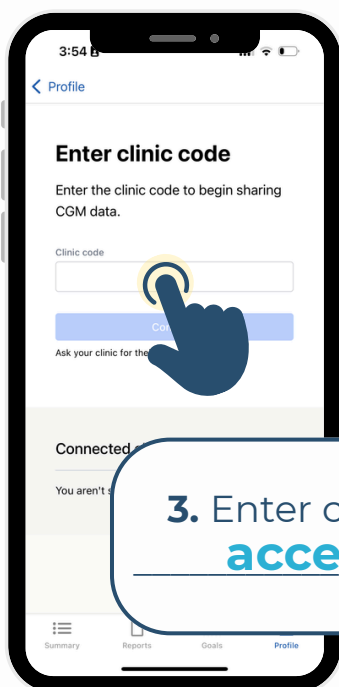 3:54
Profile
Enter clinic code
Enter the clinic code to begin sharing
CGM data.
Clinic code
Ask your clinic for the
Connected
You aren't
3. Enter
Summary
Reports
Goals
Profile